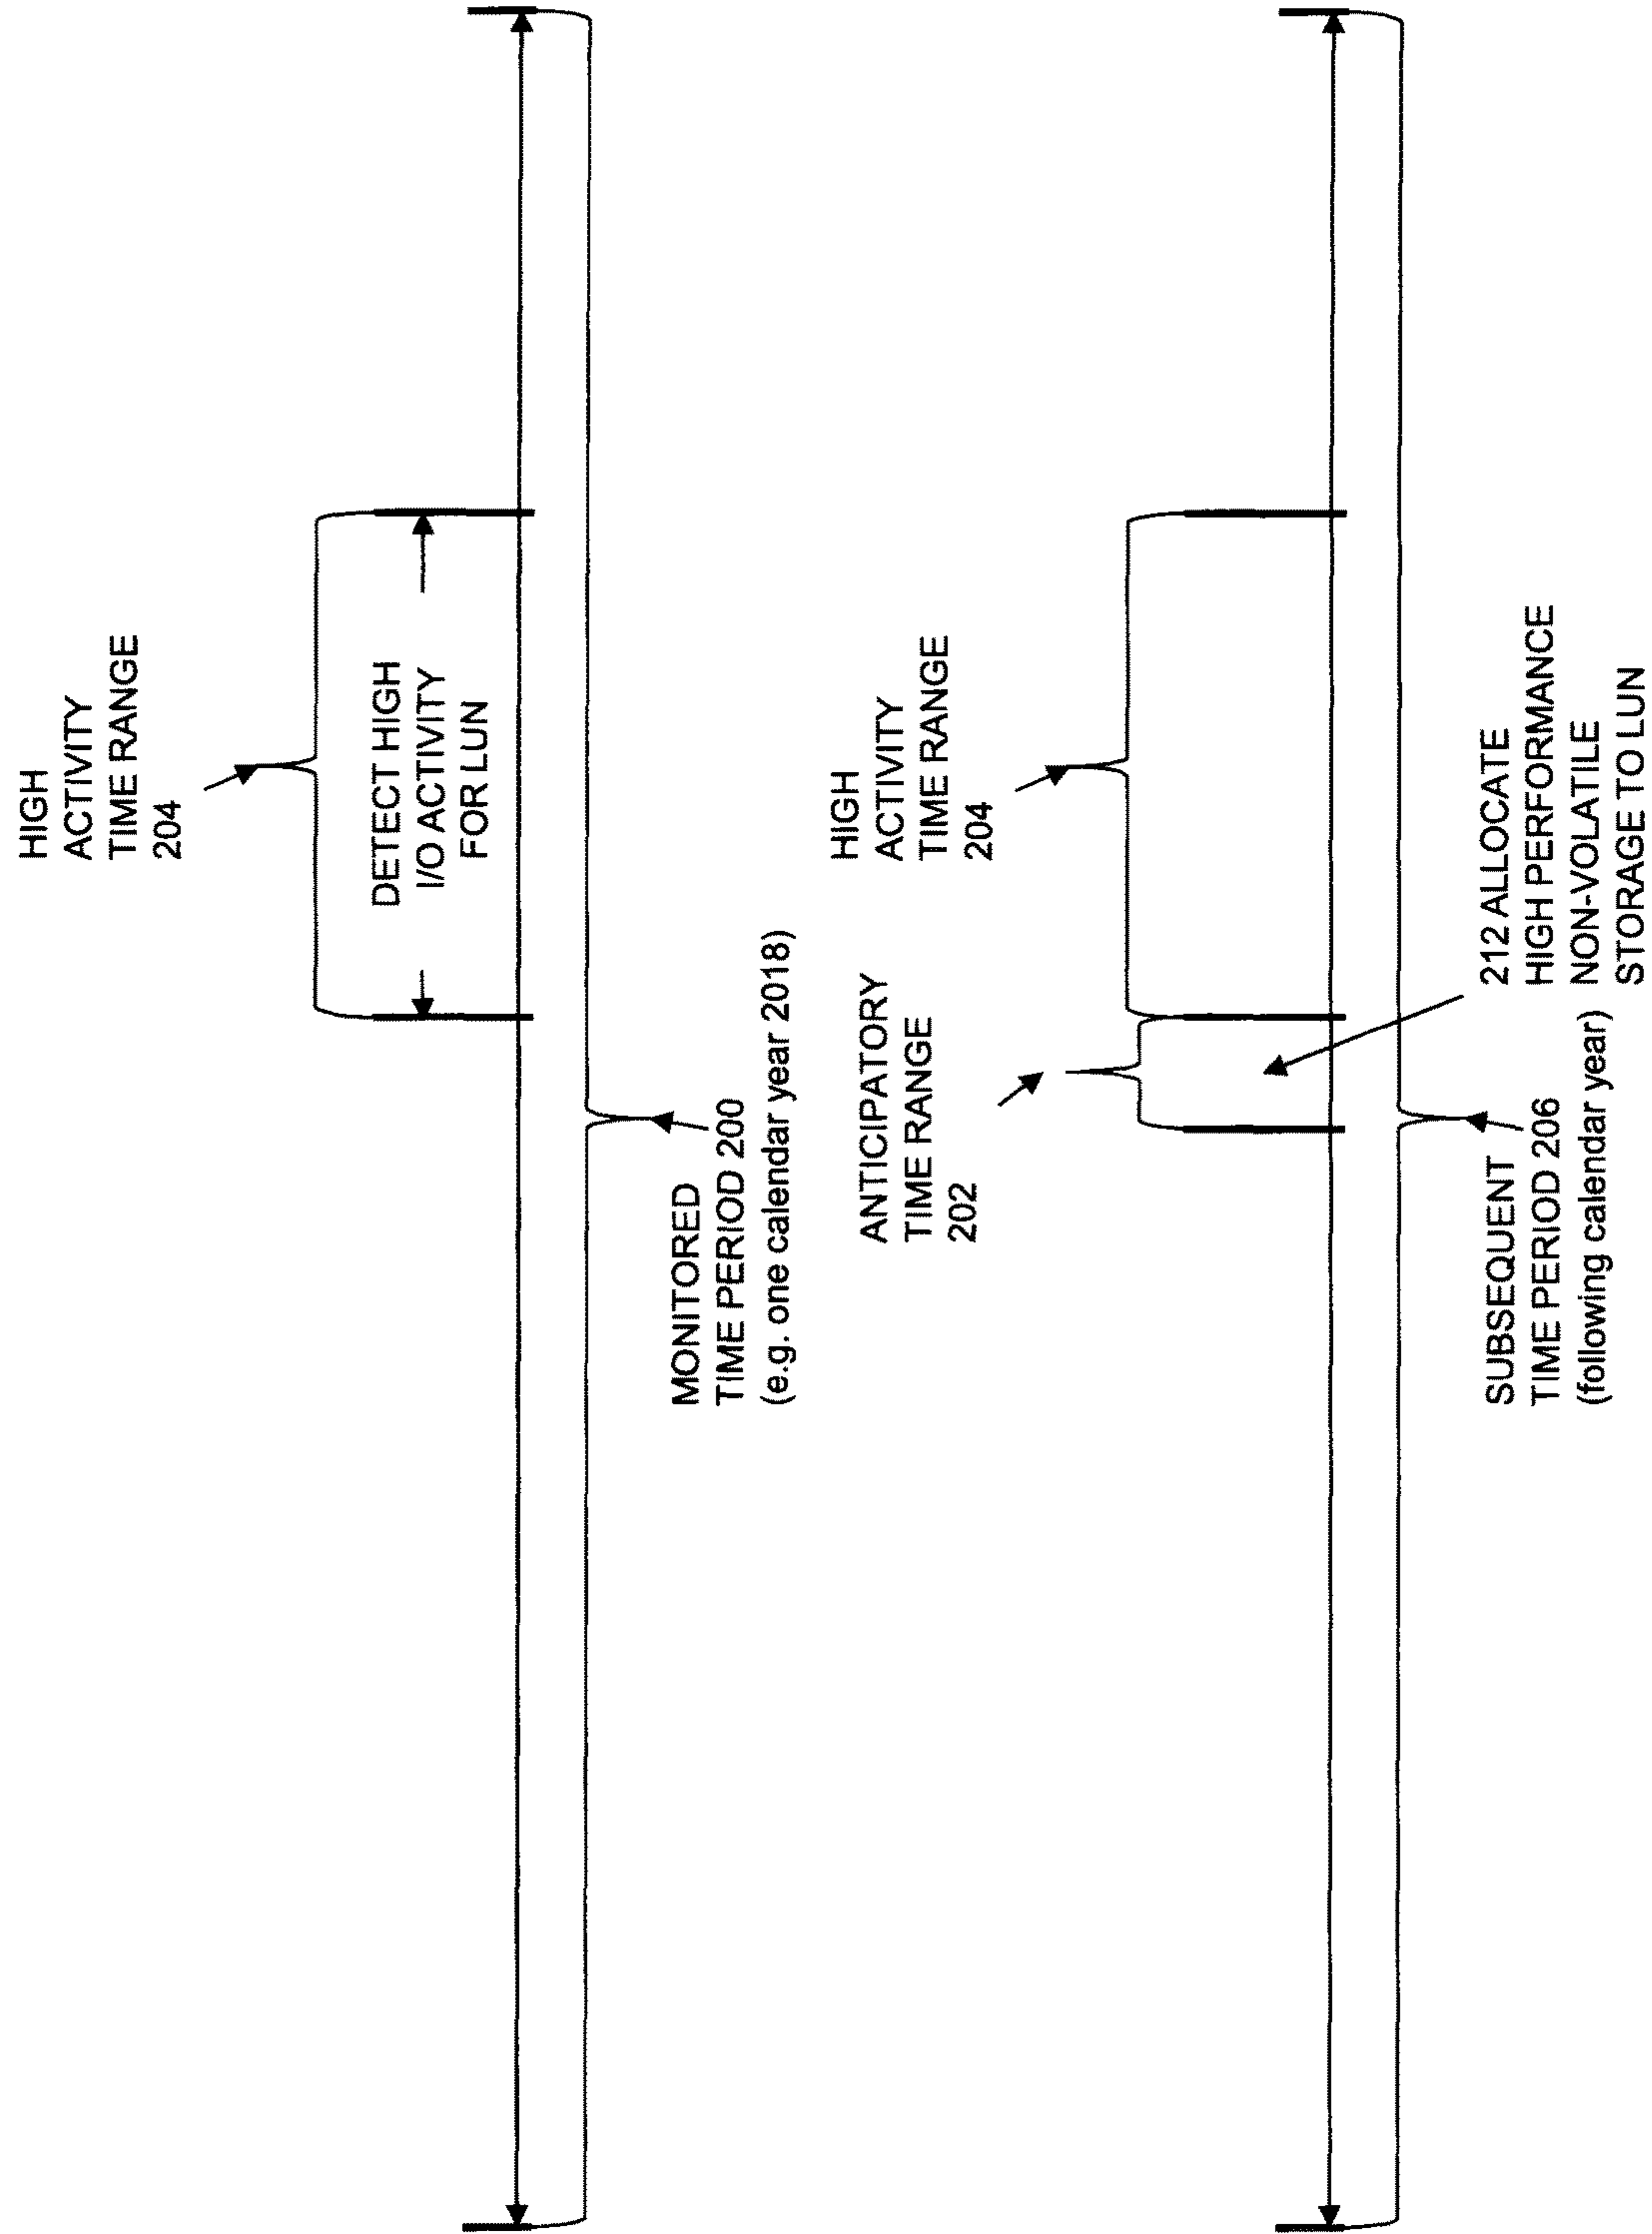 HIGH
ACTIVITY
TIME RANGE
204
DETECT HIGH
I/O ACTIVITY
FOR LUN
MONITORED
TIME PERIOD 200
(e.g. one calendar year 2018)
HIGH
ACTIVITY
TIME RANGE
204
ANTICIPATORY
TIME RANGE
202
212 ALLOCATE
HIGH PERFORMANCE
NON-VOLATILE
STORAGE TO LUN
SUBSEQUENT
TIME PERIOD 206
(following calendar year)